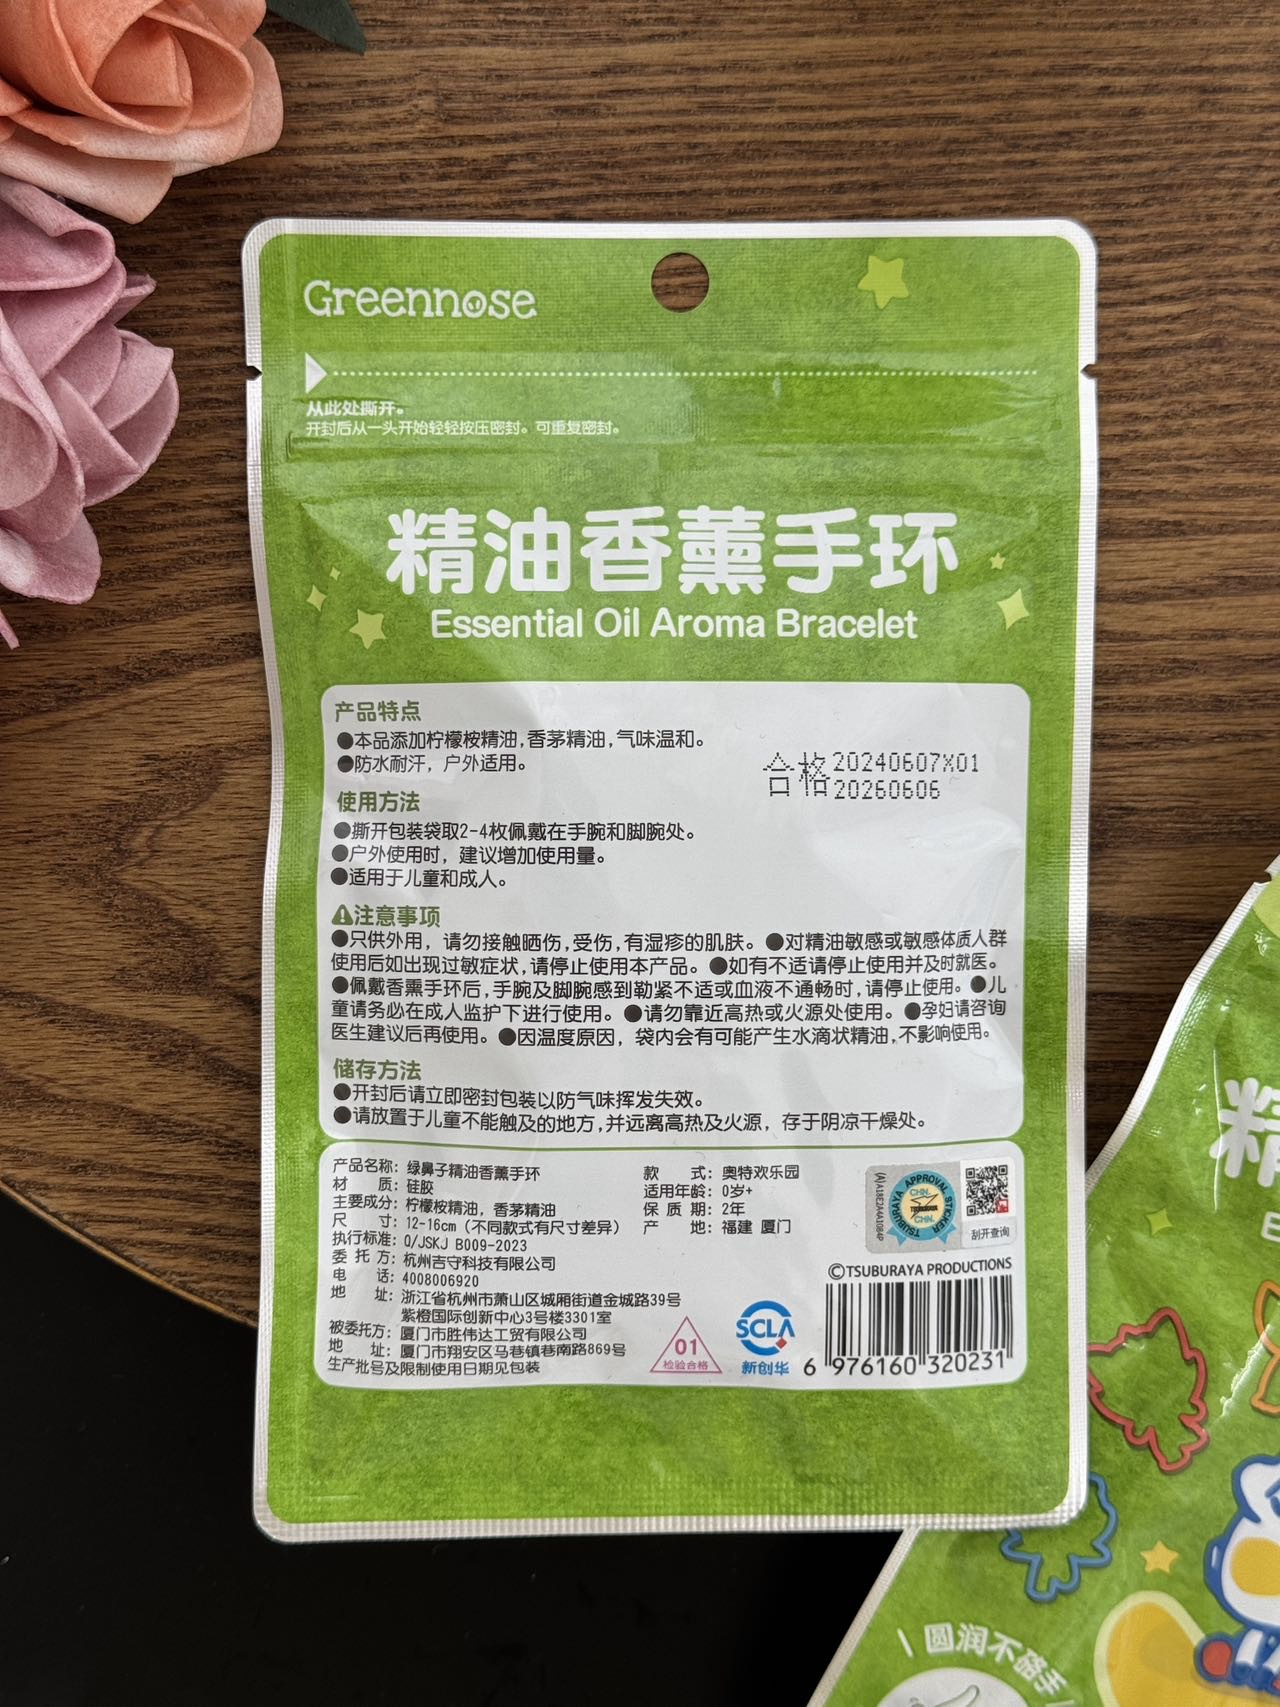 Greennose
从此处撕开。
开封后从一头开始轻轻按压密封。可重复密封。
精油香薰手环
Essential Oil Aroma Bracelet
产品特点
●本品添加柠檬桉精油,香茅精油,气味温和。
●防水耐汗，户外适用。
合格 20240607X01
20260606
使用方法
●撕开包装袋取2-4枚佩戴在手腕和脚腕处。
●户外使用时，建议增加使用量。
●适用于儿童和成人。
⚠注意事项
●只供外用，请勿接触晒伤,受伤,有湿疹的肌肤。●对精油敏感或敏感体质人群
使用后如出现过敏症状,请停止使用本产品。●如有不适请停止使用并及时就医。
●佩戴香薰手环后,手腕及脚腕感到勒紧不适或血液不通畅时,请停止使用。●儿
童请务必在成人监护下进行使用。●请勿靠近高热或火源处使用。●孕妇请咨询
医生建议后再使用。●因温度原因，袋内会有可能产生水滴状精油,不影响使用。
储存方法
●开封后请立即密封包装以防气味挥发失效。
●请放置于儿童不能触及的地方,并远离高热及火源，存于阴凉干燥处。
产品名称: 绿鼻子精油香薰手环
材 质: 硅胶
主要成分: 柠檬桉精油，香茅精油
尺 寸: 12-16cm（不同款式有尺寸差异）
执行标准: Q/JSKJ B009-2023
委 托 方: 杭州吉守科技有限公司
电 话: 4008006920
地 址: 浙江省杭州市萧山区城厢街道金城路39号
紫橙国际创新中心3号楼3301室
被委托方: 厦门市胜伟达工贸有限公司
地 址: 厦门市翔安区马巷镇巷南路869号
生产批号及限制使用日期见包装
款 式: 奥特欢乐园
适用年龄: 0岁+
保 质 期: 2年
产 地: 福建 厦门
TSUBURAYA APPROVAL STICKER
CHN.
TSUBURAYA
CHN.
刮开查询
©TSUBURAYA PRODUCTIONS
01
检验合格
SCLA
新创华
6 976160 320231
精
圆润不硌手